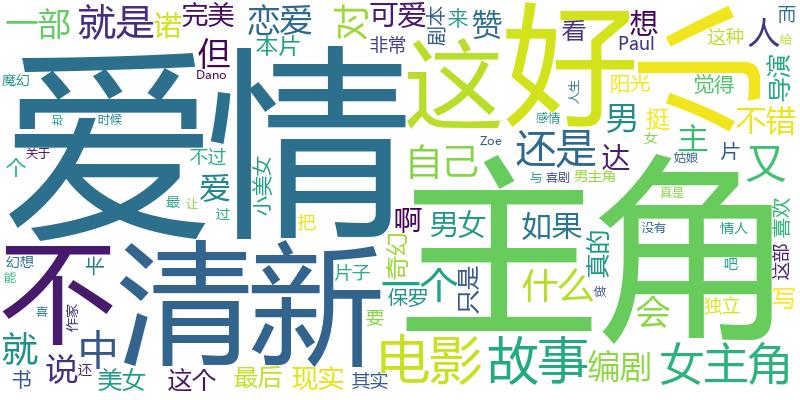 一部
就是
诺
完美
恋爱
对
可爱
剧本
来
赞
看
想
这种
人
而
给
但
本片
非常
Paul
导演
魔幻
Dano
爱情
这
好
了
阳光
觉得
不错
是
时候
感情
人生
关于
不过
小美女
自己
还是
男
达
挺
女
主
片
又
个
爱
Zoe
姑娘
最
让
过
与
喜剧
男主角
真是
把
啊
男女
如果
主角
没有
情人
喜欢
不
清新
奇幻
真的
吧
这部
幻想
卡
片子
一个
只是
什么
能
保罗
做
会
独立
写
喜
作家
要
就
说
中
还
电影
故事
编剧
女主角
书
美女
这个
最后
现实
其实